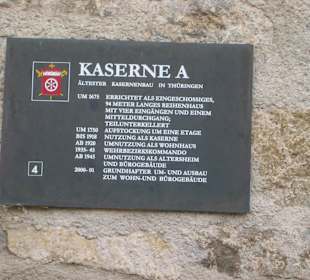 KASERNE A
ÄLTESTER KASERNENBAU IN THÜRINGEN
UM 1675 ERRICHTET ALS EINGESCHOSSIGES,
94 METER LANGES REIHENHAUS
MIT VIER EINGÄNGEN UND EINEM
MITTELDURCHGANG;
TEILUNTERKELLERT
UM 1750 AUFSTOCKUNG UM EINE ETAGE
BIS 1918 NUTZUNG ALS KASERNE
AB 1920 UMNUTZUNG ALS WOHNHAUS
1935-45 WEHRBEZIRKSKOMMANDO
AB 1945 UMNUTZUNG ALS ALTERSHEIM
UND BÜROGEBÄUDE
2000-01 GRUNDHAFTER UM- UND AUSBAU
ZUM WOHN-UND BÜROGEBÄUDE
4